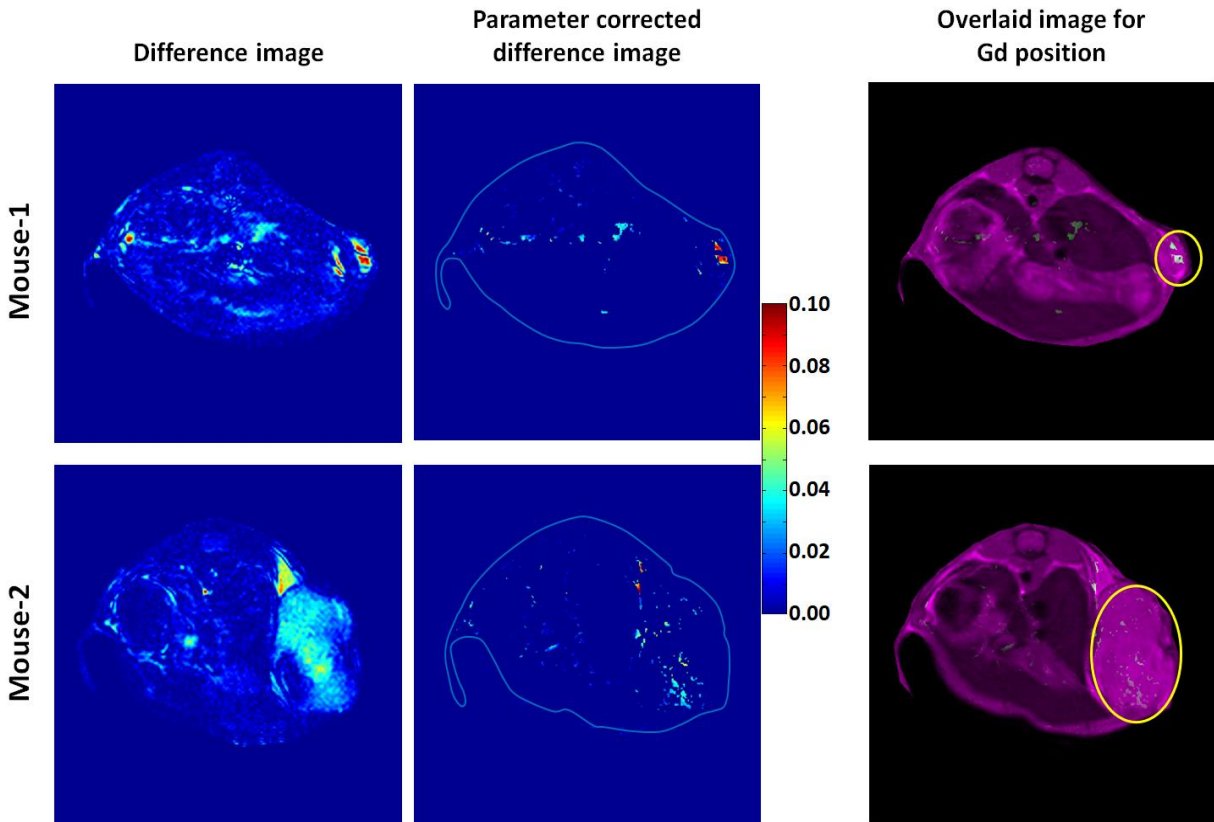 Difference image
Parameter corrected
difference image
Overlaid image for
Gd position
Mouse-1
0.10
0.08
0.06
0.04
0.02
0.00
Mouse-2